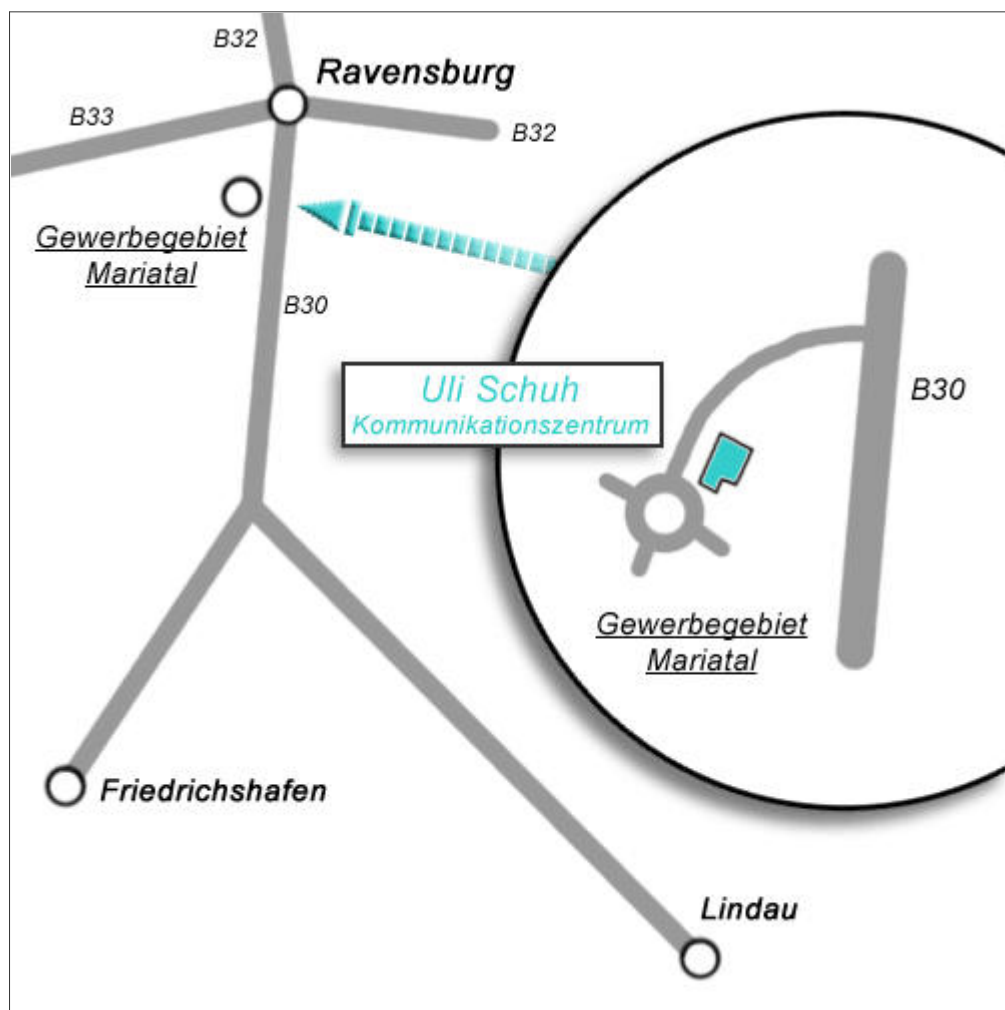 B32
Ravensburg
B33
B32
Gewerbegebiet
Mariatal
B30
Uli Schuh
Kommunikationszentrum
B30
Gewerbegebiet
Mariatal
Friedrichshafen
Lindau